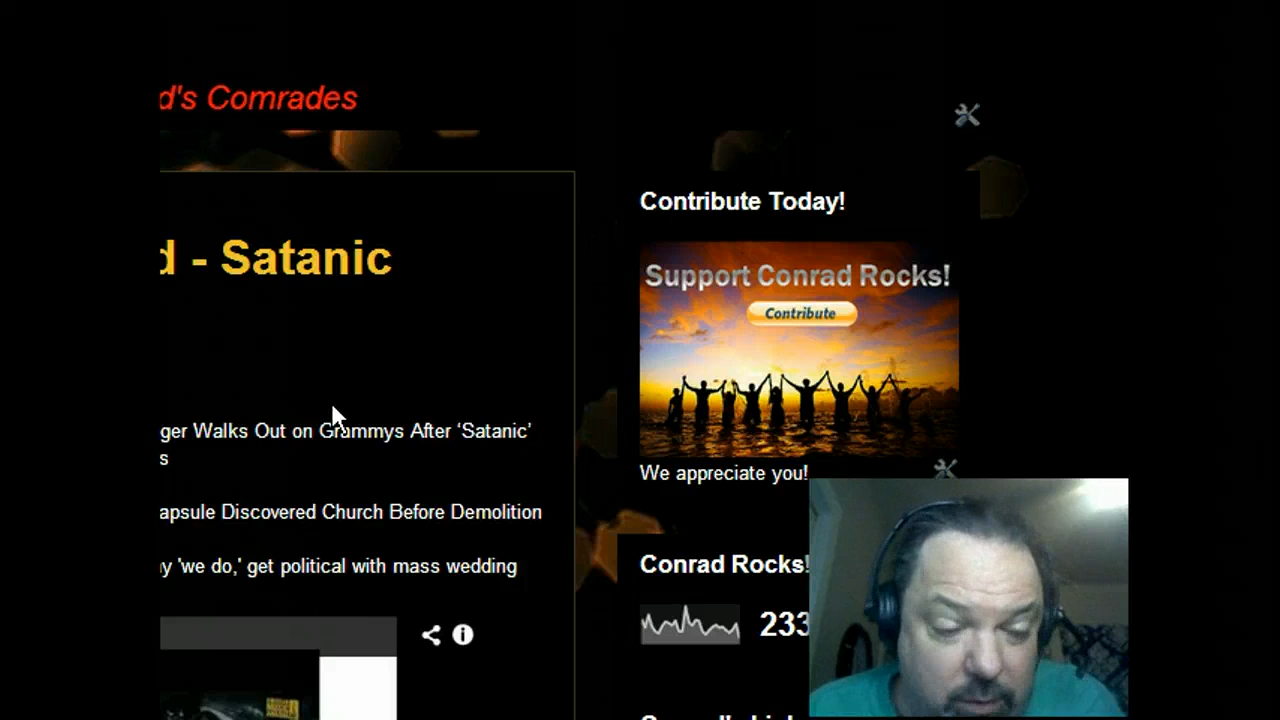 d's Comrades
Contribute Today!
d - Satanic
Support Conrad Rocks!
Contribute
ger Walks Out on Grammys After ‘Satanic’
s
We appreciate you!
apsule Discovered Church Before Demolition
y 'we do,' get political with mass wedding
Conrad Rocks!
233